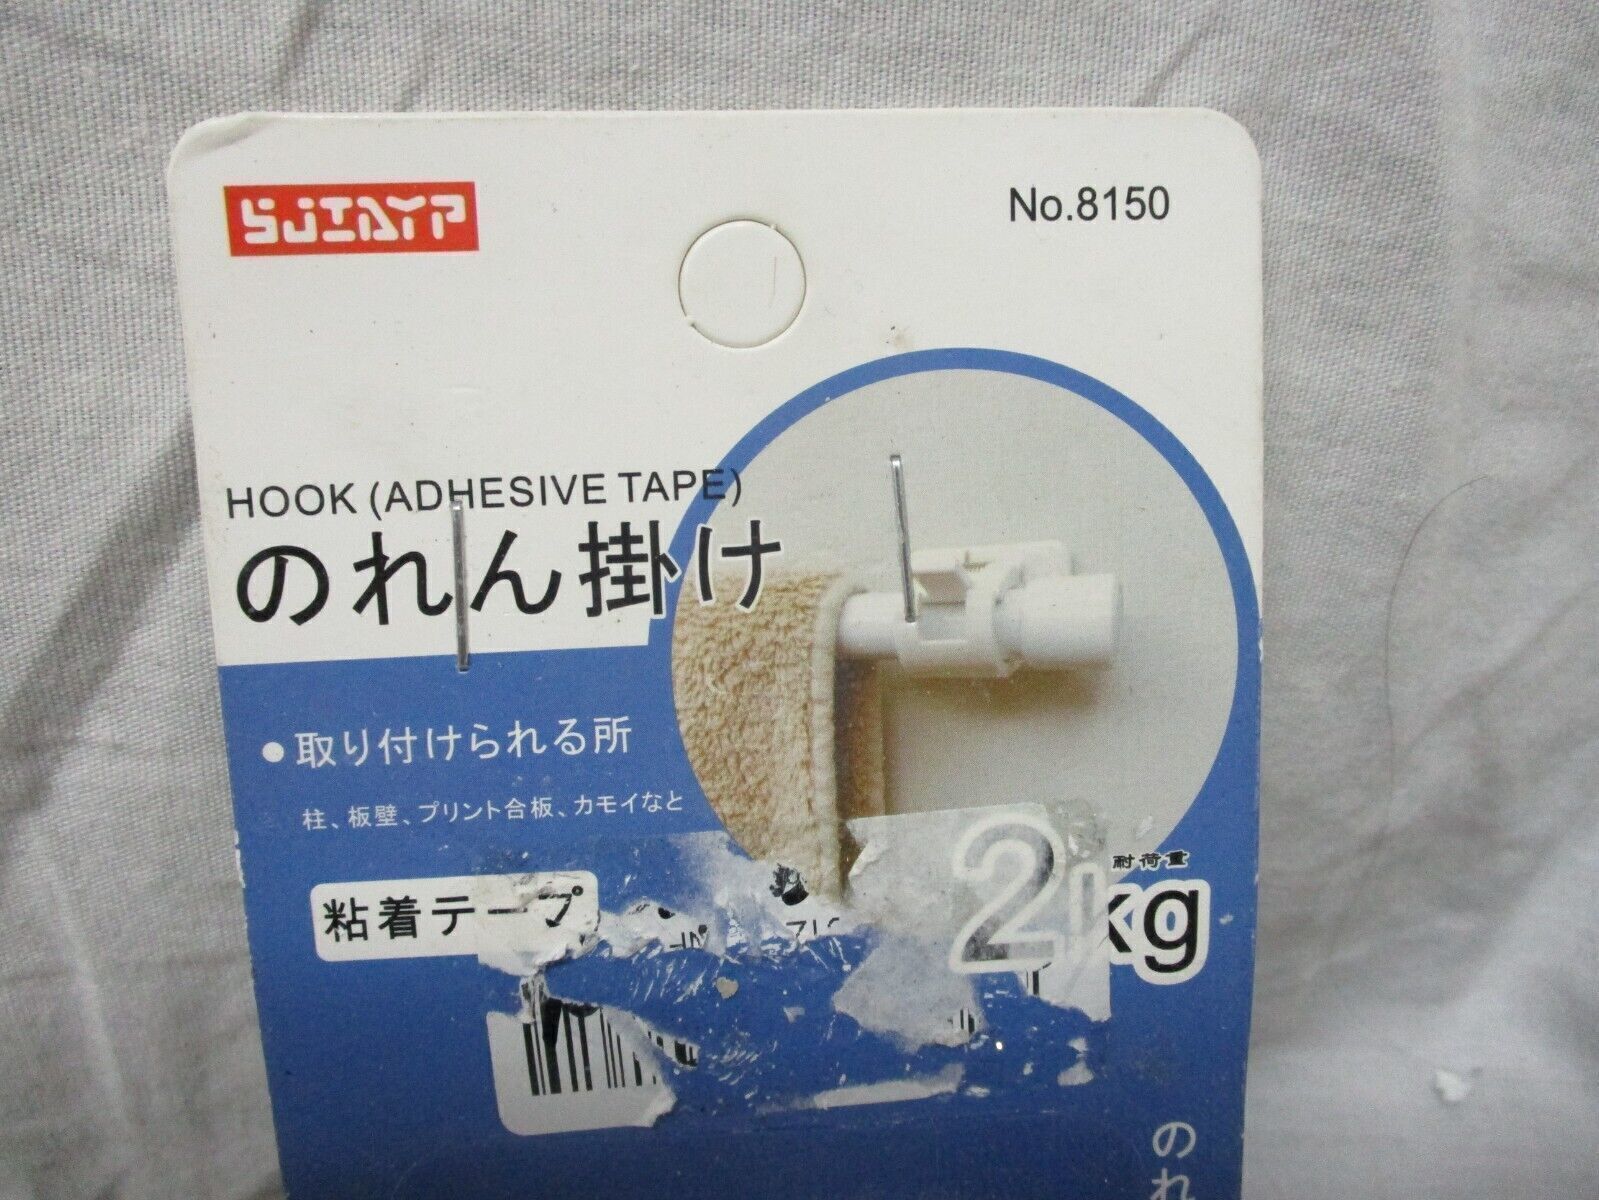 No.8150
HOOK (ADHESIVE TAPE)
のれん掛け
●取り付けられる所
柱、板壁、プリント合板、カモイなど
粘着テープ
耐荷重
2kg
のれ